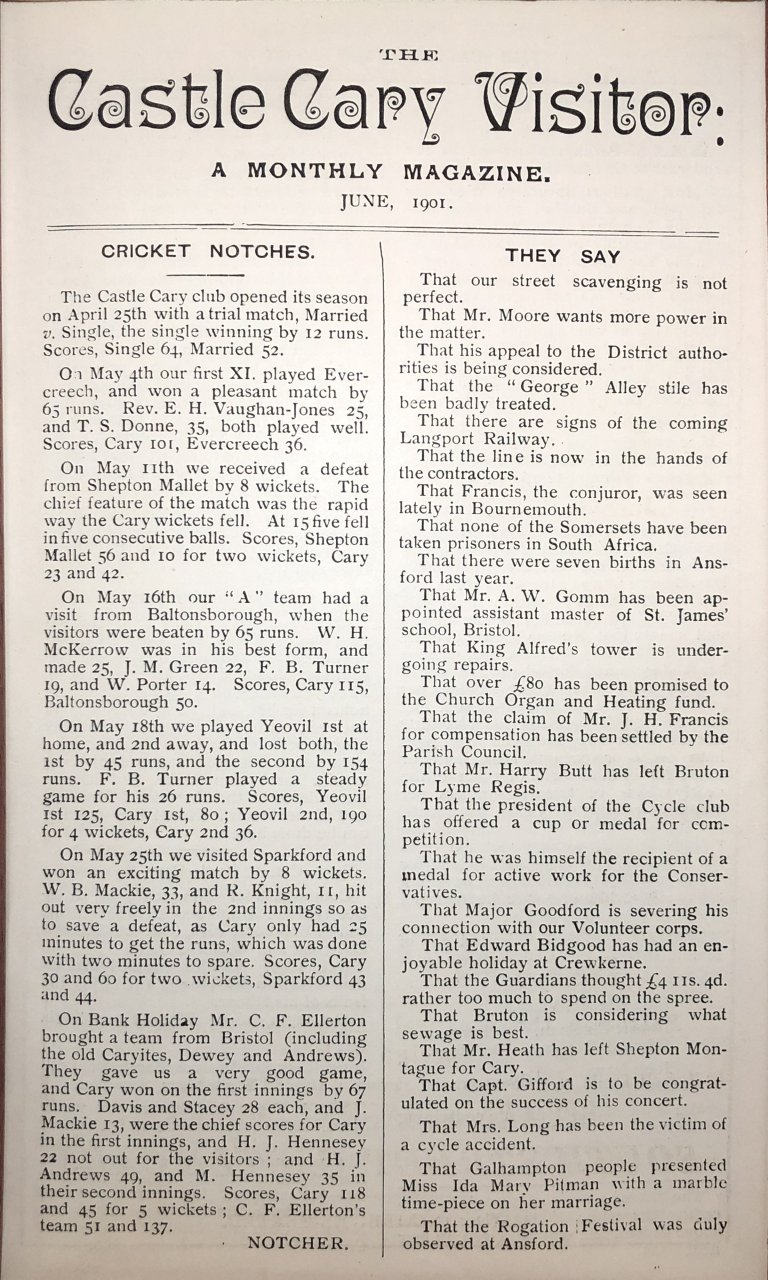 THE
Castle Cary Visitor:
A MONTHLY MAGAZINE.
JUNE, 1901.
CRICKET NOTCHES.
The Castle Cary club opened its season
on April 25th with a trial match, Married
v. Single, the single winning by 12 runs.
Scores, Single 64, Married 52.
On May 4th our first XI. played Ever-
creech, and won a pleasant match by
65 runs. Rev. E. H. Vaughan-Jones 25,
and T. S. Donne, 35, both played well.
Scores, Cary 101, Evercreech 36.
On May 11th we received a defeat
from Shepton Mallet by 8 wickets. The
chief feature of the match was the rapid
way the Cary wickets fell. At 15 five fell
in five consecutive balls. Scores, Shepton
Mallet 56 and 10 for two wickets, Cary
23 and 42.
On May 16th our "A" team had a
visit from Baltonsborough, when the
visitors were beaten by 65 runs. W. H.
McKerrow was in his best form, and
made 25, J. M. Green 22, F. B. Turner
19, and W. Porter 14. Scores, Cary 115,
Baltonsborough 50.
On May 18th we played Yeovil 1st at
home, and 2nd away, and lost both, the
1st by 45 runs, and the second by 154
runs. F. B. Turner played a steady
game for his 26 runs. Scores, Yeovil
1st 125, Cary 1st, 80; Yeovil 2nd, 190
for 4 wickets, Cary 2nd 36.
On May 25th we visited Sparkford and
won an exciting match by 8 wickets.
W. B. Mackie, 33, and R. Knight, 11, hit
out very freely in the 2nd innings so as
to save a defeat, as Cary only had 25
minutes to get the runs, which was done
with two minutes to spare. Scores, Cary
30 and 60 for two wickets, Sparkford 43
and 44.
On Bank Holiday Mr. C. F. Ellerton
brought a team from Bristol (including
the old Caryites, Dewey and Andrews).
They gave us a very good game,
and Cary won on the first innings by 67
runs. Davis and Stacey 28 each, and J.
Mackie 13, were the chief scores for Cary
in the first innings, and H. J. Hennesey
22 not out for the visitors; and H. J.
Andrews 49, and M. Hennesey 35 in
their second innings. Scores, Cary 118
and 45 for 5 wickets; C. F. Ellerton's
team 51 and 137.
NOTCHER.
THEY SAY
That our street scavenging is not
perfect.
That Mr. Moore wants more power in
the matter.
That his appeal to the District autho-
rities is being considered.
That the "George" Alley stile has
been badly treated.
That there are signs of the coming
Langport Railway.
That the line is now in the hands of
the contractors.
That Francis, the conjuror, was seen
lately in Bournemouth.
That none of the Somersets have been
taken prisoners in South Africa.
That there were seven births in Ans-
ford last year.
That Mr. A. W. Gomm has been ap-
pointed assistant master of St. James'
school, Bristol.
That King Alfred's tower is under-
going repairs.
That over £80 has been promised to
the Church Organ and Heating fund.
That the claim of Mr. J. H. Francis
for compensation has been settled by the
Parish Council.
That Mr. Harry Butt has left Bruton
for Lyme Regis.
That the president of the Cycle club
has offered a cup or medal for com-
petition.
That he was himself the recipient of a
medal for active work for the Conser-
vatives.
That Major Goodford is severing his
connection with our Volunteer corps.
That Edward Bidgood has had an en-
joyable holiday at Crewkerne.
That the Guardians thought £4 11s. 4d.
rather too much to spend on the spree.
That Bruton is considering what
sewage is best.
That Mr. Heath has left Shepton Mon-
tague for Cary.
That Capt. Gifford is to be congrat-
ulated on the success of his concert.
That Mrs. Long has been the victim of
a cycle accident.
That Galhampton people presented
Miss Ida Mary Pitman with a marble
time-piece on her marriage.
That the Rogation Festival was duly
observed at Ansford.